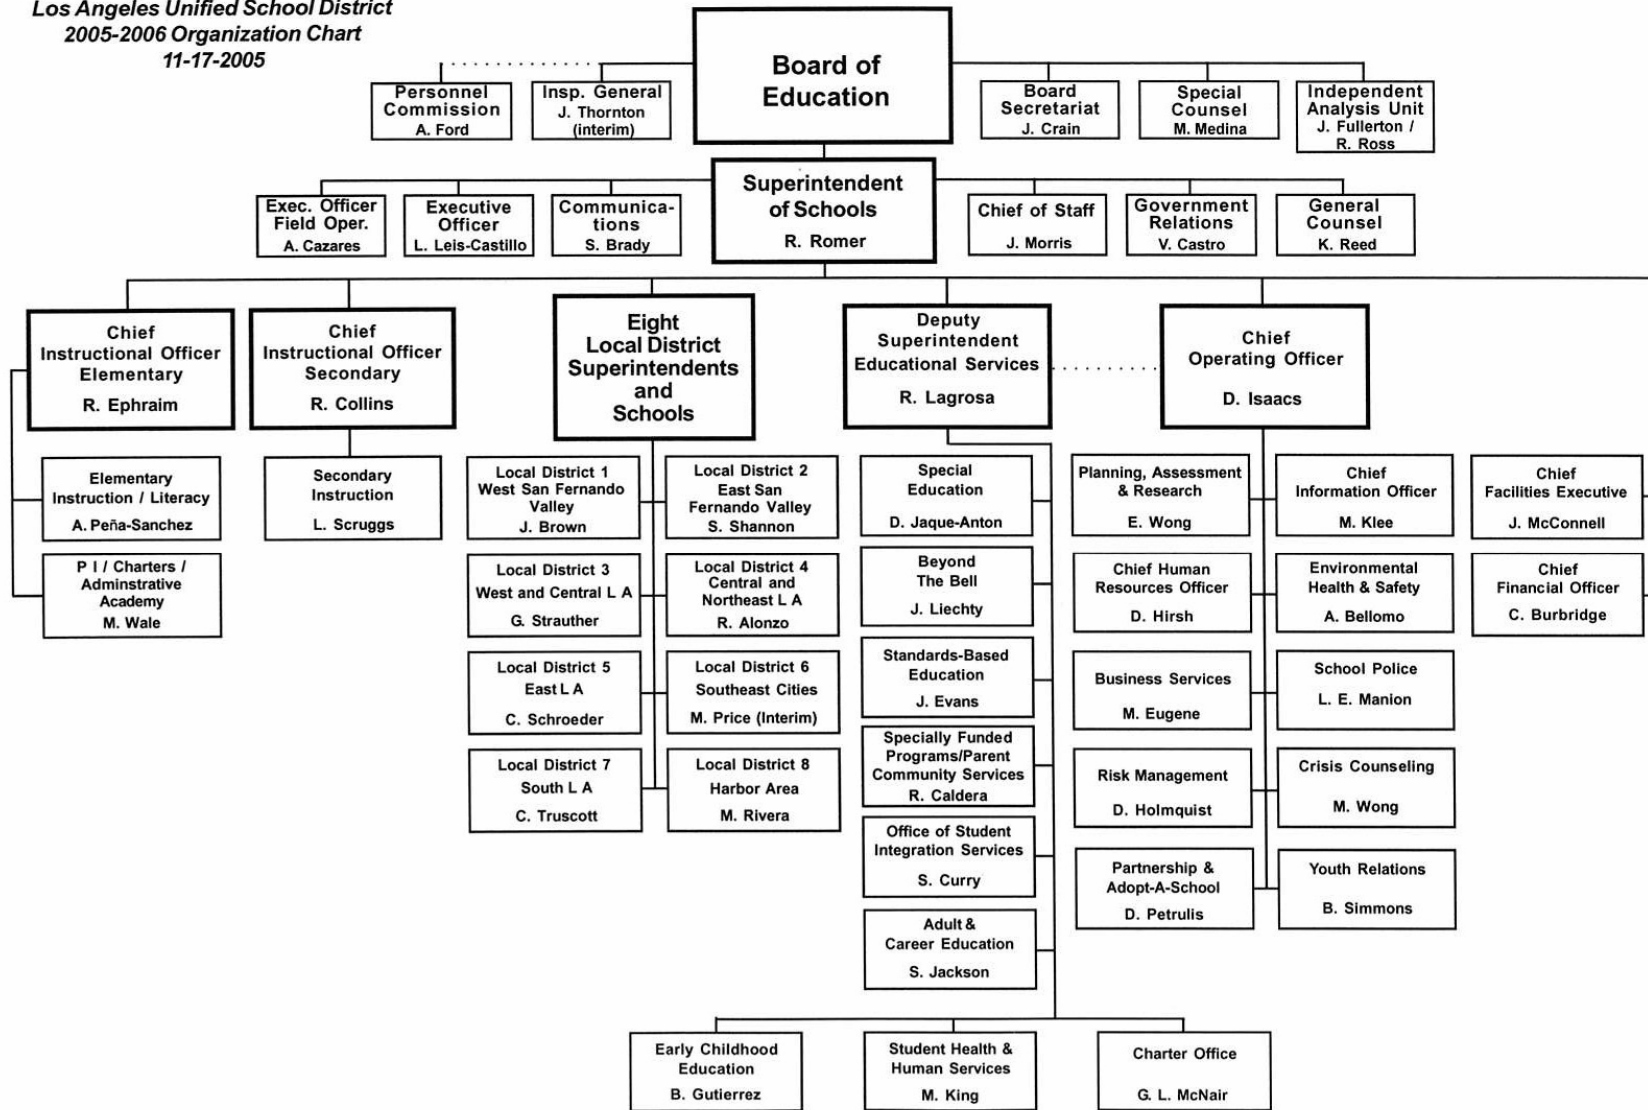 Los Angeles Unified School District
2005-2006 Organization Chart
11-17-2005
Board of
Education
Personnel
Commission
A. Ford
Insp. General
J. Thornton
(interim)
Board
Secretariat
J. Crain
Special
Counsel
M. Medina
Independent
Analysis Unit
J. Fullerton /
R. Ross
Superintendent
of Schools
R. Romer
Exec. Officer
Field Oper.
A. Cazares
Executive
Officer
L. Leis-Castillo
Communica-
tions
S. Brady
Chief of Staff
J. Morris
Government
Relations
V. Castro
General
Counsel
K. Reed
Chief
Instructional Officer
Elementary
R. Ephraim
Chief
Instructional Officer
Secondary
R. Collins
Eight
Local District
Superintendents
and
Schools
Deputy
Superintendent
Educational Services
R. Lagrosa
Chief
Operating Officer
D. Isaacs
Elementary
Instruction / Literacy
A. Peña-Sanchez
P I / Charters /
Adminstrative
Academy
M. Wale
Secondary
Instruction
L. Scruggs
Local District 1
West San Fernando
Valley
J. Brown
Local District 2
East San
Fernando Valley
S. Shannon
Local District 3
West and Central L A
G. Strauther
Local District 4
Central and
Northeast L A
R. Alonzo
Local District 5
East L A
C. Schroeder
Local District 6
Southeast Cities
M. Price (Interim)
Local District 7
South L A
C. Truscott
Local District 8
Harbor Area
M. Rivera
Special
Education
D. Jaque-Anton
Beyond
The Bell
J. Liechty
Standards-Based
Education
J. Evans
Specially Funded
Programs/Parent
Community Services
R. Caldera
Office of Student
Integration Services
S. Curry
Adult &
Career Education
S. Jackson
Planning, Assessment
& Research
E. Wong
Chief
Information Officer
M. Klee
Chief
Facilities Executive
J. McConnell
Chief Human
Resources Officer
D. Hirsh
Environmental
Health & Safety
A. Bellomo
Chief
Financial Officer
C. Burbridge
Business Services
M. Eugene
School Police
L. E. Manion
Risk Management
D. Holmquist
Crisis Counseling
M. Wong
Partnership &
Adopt-A-School
D. Petrulis
Youth Relations
B. Simmons
Early Childhood
Education
B. Gutierrez
Student Health &
Human Services
M. King
Charter Office
G. L. McNair